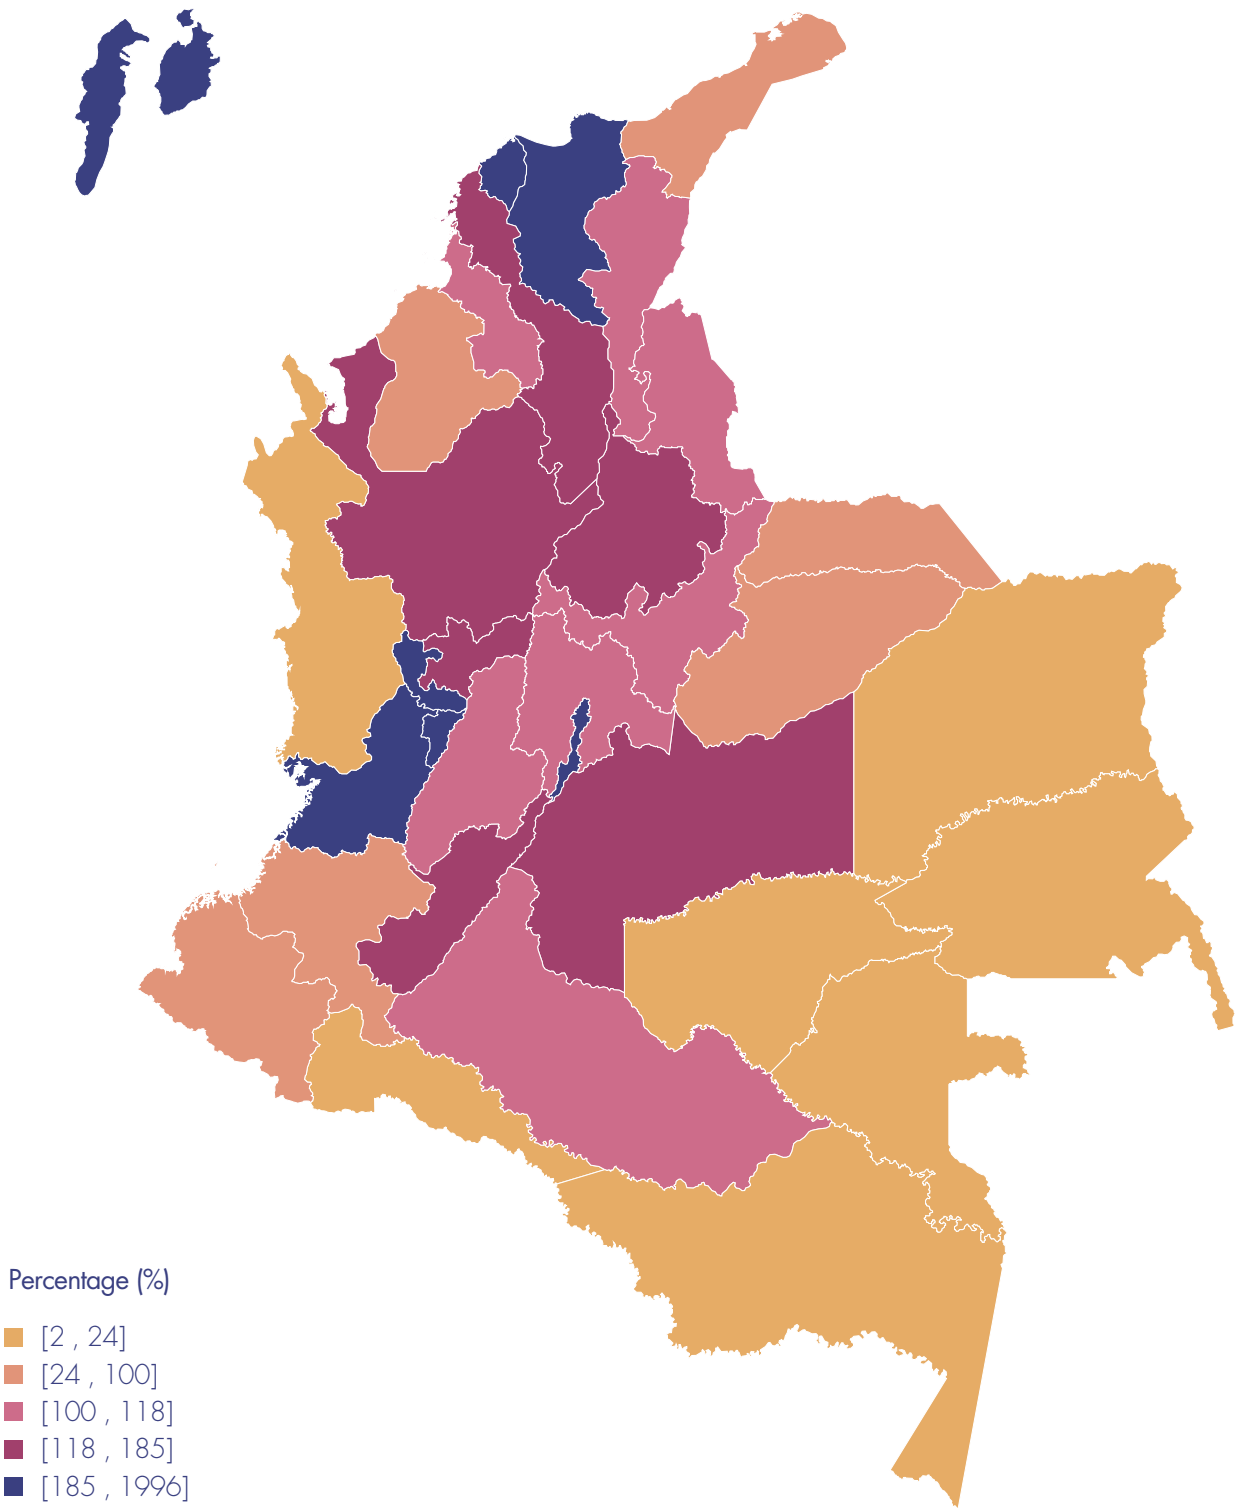 Percentage (%)
[2 , 24]
[24 , 100]
[100 , 118]
[118 , 185]
[185 , 1996]